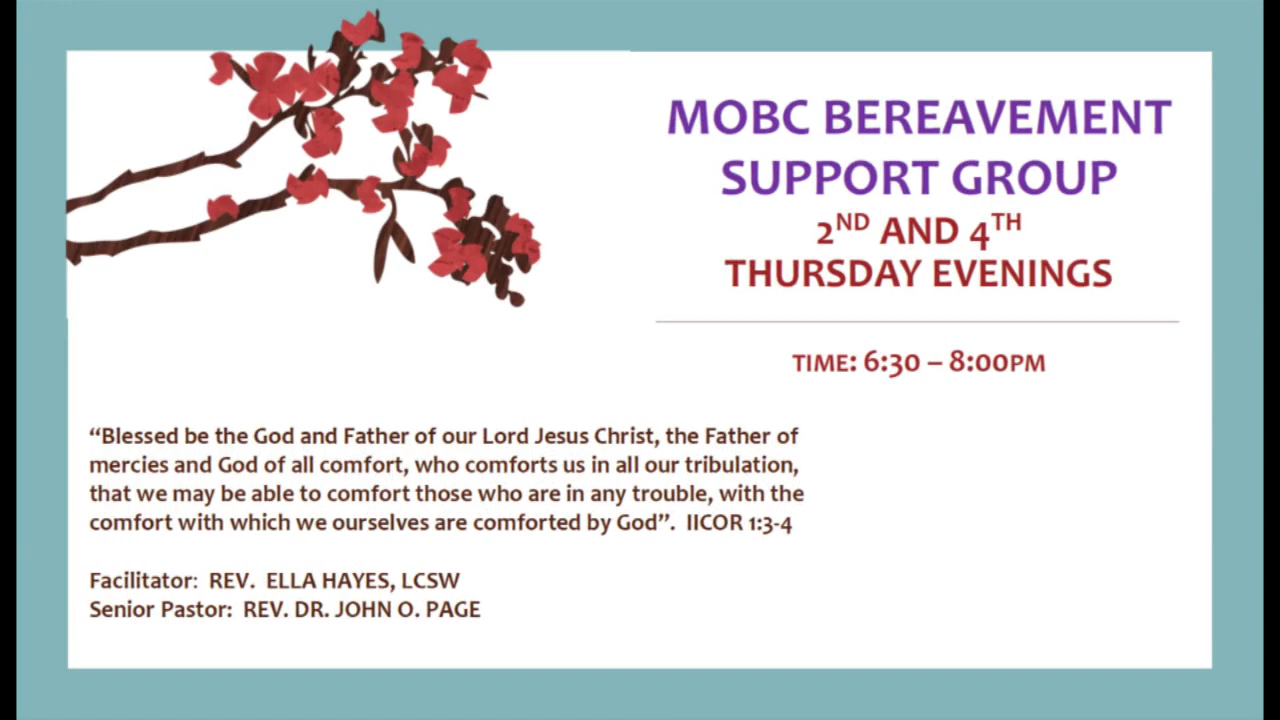 MOBC BEREAVEMENT
SUPPORT GROUP
2ND AND 4TH
THURSDAY EVENINGS
TIME: 6:30 – 8:00PM
“Blessed be the God and Father of our Lord Jesus Christ, the Father of
mercies and God of all comfort, who comforts us in all our tribulation,
that we may be able to comfort those who are in any trouble, with the
comfort with which we ourselves are comforted by God”.  IICOR 1:3-4
Facilitator:  REV.  ELLA HAYES, LCSW
Senior Pastor:  REV. DR. JOHN O. PAGE